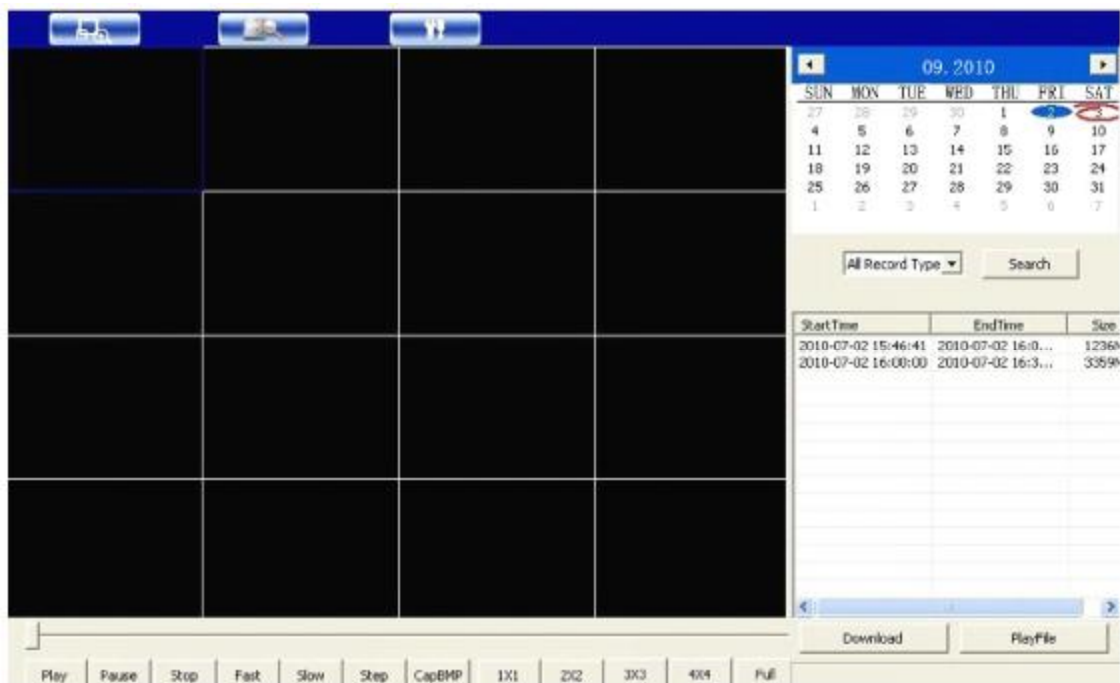 09.2010
SUN MON TUE WED THU FRI SAT
27 28 29 30 1 2 3
4 5 6 7 8 9 10
11 12 13 14 15 16 17
18 19 20 21 22 23 24
25 26 27 28 29 30 31
1 2 3 4 5 6 7
All Record Type Search
StartTime EndTime Size
2010-07-02 15:46:41 2010-07-02 16:0... 1236M
2010-07-02 16:00:00 2010-07-02 16:3... 3359M
Download PlayFile
Play Pause Stop Fast Slow Step CapBMP 1X1 2X2 3X3 4X4 Full